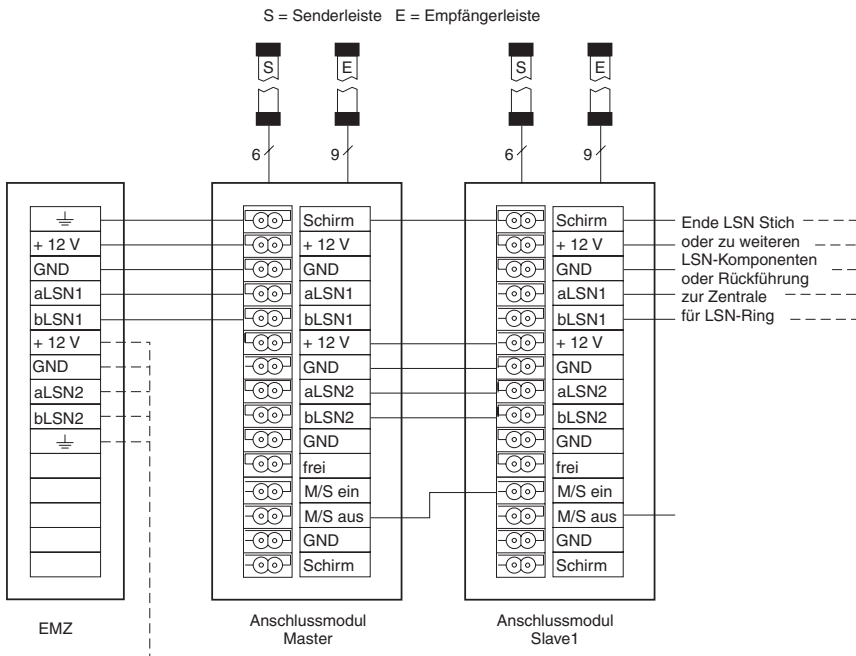 S = Senderleiste E = Empfängerleiste
S
E
S
E
6
9
6
9
+ 12 V
GND
aLSN1
bLSN1
+ 12 V
GND
aLSN2
bLSN2
EMZ
Schirm
+ 12 V
GND
aLSN1
bLSN1
+ 12 V
GND
aLSN2
bLSN2
GND
frei
M/S ein
M/S aus
GND
Schirm
Anschlussmodul
Master
Schirm
+ 12 V
GND
aLSN1
bLSN1
+ 12 V
GND
aLSN2
bLSN2
GND
frei
M/S ein
M/S aus
GND
Schirm
Anschlussmodul
Slave1
Ende LSN Stich
oder zu weiteren
LSN-Komponenten
oder Rückführung
zur Zentrale
für LSN-Ring